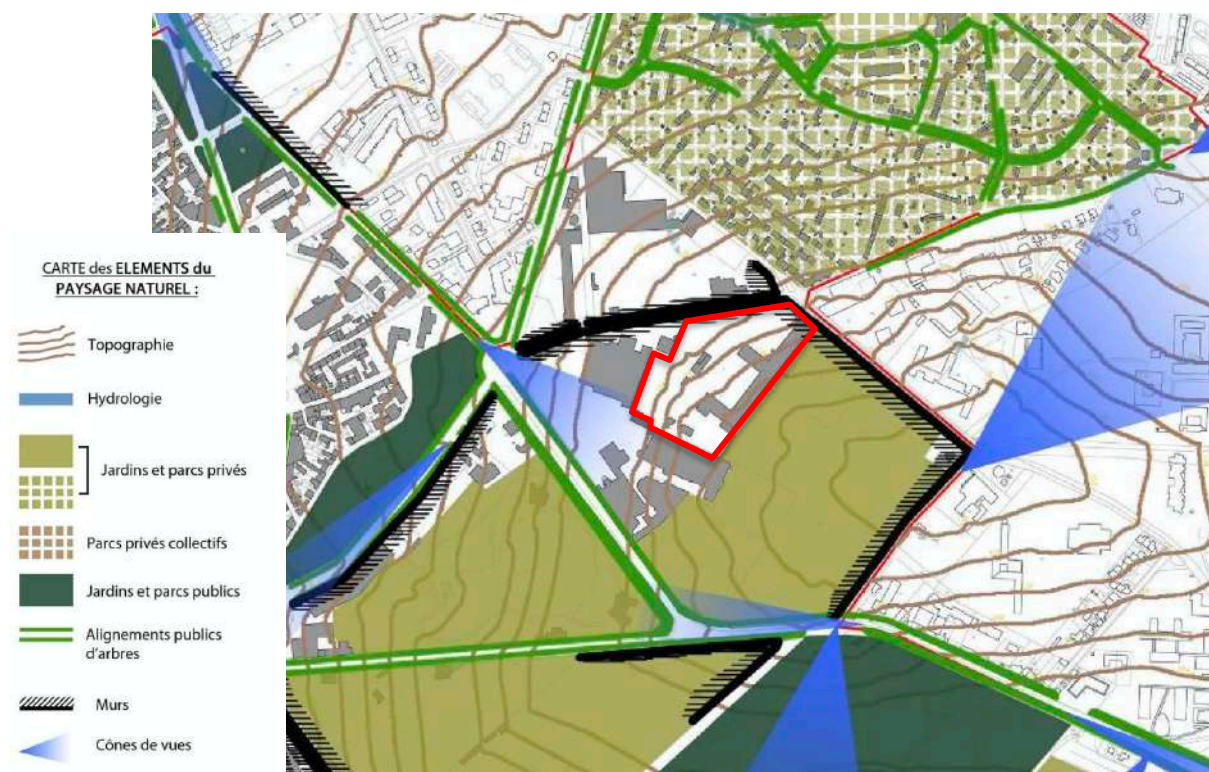 CARTE des ELEMENTS du
PAYSAGE NATUREL :
Topographie
Hydrologie
Jardins et parcs privés
Parcs privés collectifs
Jardins et parcs publics
Alignements publics
d'arbres
Murs
Cônes de vues